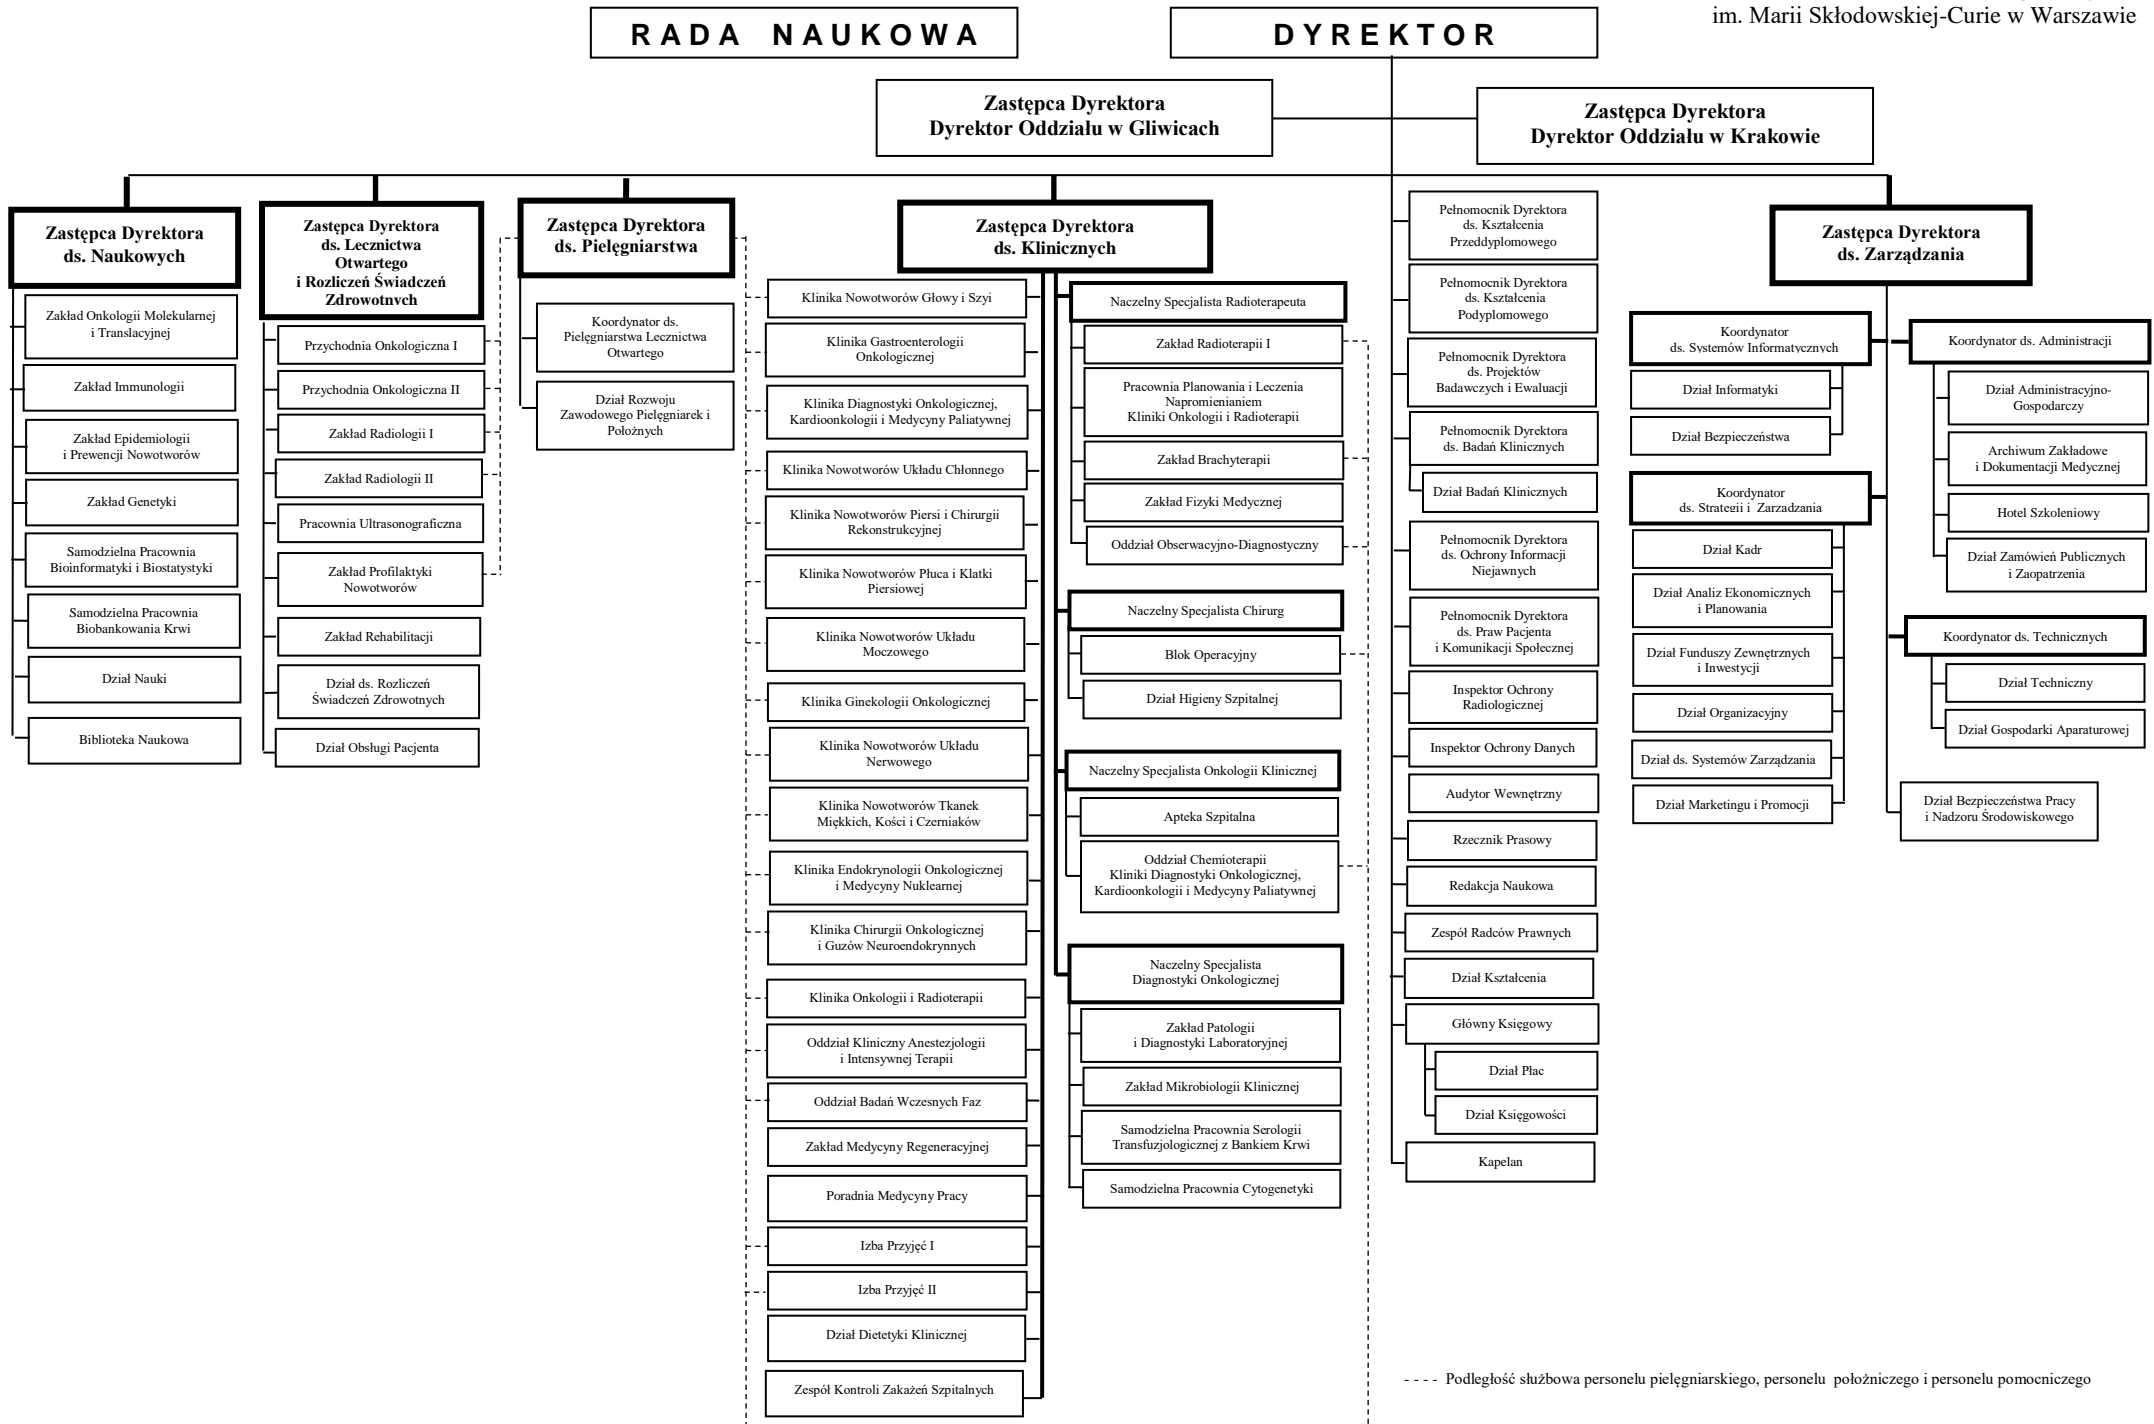 im. Marii Skłodowskiej-Curie w Warszawie
RADA NAUKOWA
DYREKTOR
Zastępca Dyrektora
Dyrektor Oddziału w Gliwicach
Zastępca Dyrektora
Dyrektor Oddziału w Krakowie
Zastępca Dyrektora
ds. Naukowych
Zakład Onkologii Molekularnej
i Translacyjnej
Zakład Immunologii
Zakład Epidemiologii
i Prewencji Nowotworów
Zakład Genetyki
Samodzielna Pracownia
Bioinformatyki i Biostatystyki
Samodzielna Pracownia
Biobankowania Krwi
Dział Nauki
Biblioteka Naukowa
Zastępca Dyrektora
ds. Lecznictwa
Otwartego
i Rozliczeń Świadczeń
Zdrowotnych
Przychodnia Onkologiczna I
Przychodnia Onkologiczna II
Zakład Radiologii I
Zakład Radiologii II
Pracownia Ultrasonograficzna
Zakład Profilaktyki
Nowotworów
Zakład Rehabilitacji
Dział ds. Rozliczeń
Świadczeń Zdrowotnych
Dział Obsługi Pacjenta
Zastępca Dyrektora
ds. Pielęgniarstwa
Koordynator ds.
Pielęgniarstwa Lecznictwa
Otwartego
Dział Rozwoju
Zawodowego Pielęgniarek i
Położnych
Zastępca Dyrektora
ds. Klinicznych
Klinika Nowotworów Głowy i Szyi
Klinika Gastroenterologii
Onkologicznej
Klinika Diagnostyki Onkologicznej,
Kardioonkologii i Medycyny Paliatywnej
Klinika Nowotworów Układu Chłonnego
Klinika Nowotworów Piersi i Chirurgii
Rekonstrukcyjnej
Klinika Nowotworów Płuca i Klatki
Piersiowej
Klinika Nowotworów Układu
Moczowego
Klinika Ginekologii Onkologicznej
Klinika Nowotworów Układu
Nerwowego
Klinika Nowotworów Tkanek
Miękkich, Kości i Czerniaków
Klinika Endokrynologii Onkologicznej
i Medycyny Nuklearnej
Klinika Chirurgii Onkologicznej
i Guzów Neuroendokrynnych
Klinika Onkologii i Radioterapii
Oddział Kliniczny Anestezjologii
i Intensywnej Terapii
Oddział Badań Wczesnych Faz
Zakład Medycyny Regeneracyjnej
Poradnia Medycyny Pracy
Izba Przyjęć I
Izba Przyjęć II
Dział Dietetyki Klinicznej
Zespół Kontroli Zakażeń Szpitalnych
Naczelny Specjalista Radioterapeuta
Zakład Radioterapii I
Pracownia Planowania i Leczenia
Napromienianiem
Kliniki Onkologii i Radioterapii
Zakład Brachyterapii
Zakład Fizyki Medycznej
Oddział Obserwacyjno-Diagnostyczny
Naczelny Specjalista Chirurg
Blok Operacyjny
Dział Higieny Szpitalnej
Naczelny Specjalista Onkologii Klinicznej
Apteka Szpitalna
Oddział Chemioterapii
Kliniki Diagnostyki Onkologicznej,
Kardioonkologii i Medycyny Paliatywnej
Naczelny Specjalista
Diagnostyki Onkologicznej
Zakład Patologii
i Diagnostyki Laboratoryjnej
Zakład Mikrobiologii Klinicznej
Samodzielna Pracownia Serologii
Transfuzjologicznej z Bankiem Krwi
Samodzielna Pracownia Cytogenetyki
Pełnomocnik Dyrektora
ds. Kształcenia
Przeddyplomowego
Pełnomocnik Dyrektora
ds. Kształcenia
Podyplomowego
Pełnomocnik Dyrektora
ds. Projektów
Badawczych i Ewaluacji
Pełnomocnik Dyrektora
ds. Badań Klinicznych
Dział Badań Klinicznych
Pełnomocnik Dyrektora
ds. Ochrony Informacji
Niejawnych
Pełnomocnik Dyrektora
ds. Praw Pacjenta
i Komunikacji Społecznej
Inspektor Ochrony
Radiologicznej
Inspektor Ochrony Danych
Audytor Wewnętrzny
Rzecznik Prasowy
Redakcja Naukowa
Zespół Radców Prawnych
Dział Kształcenia
Główny Księgowy
Dział Płac
Dział Księgowości
Kapelan
Zastępca Dyrektora
ds. Zarządzania
Koordynator
ds. Systemów Informatycznych
Dział Informatyki
Dział Bezpieczeństwa
Koordynator
ds. Strategii i Zarządzania
Dział Kadr
Dział Analiz Ekonomicznych
i Planowania
Dział Funduszy Zewnętrznych
i Inwestycji
Dział Organizacyjny
Dział ds. Systemów Zarządzania
Dział Marketingu i Promocji
Koordynator ds. Administracji
Dział Administracyjno-
Gospodarczy
Archiwum Zakładowe
i Dokumentacji Medycznej
Hotel Szkoleniowy
Dział Zamówień Publicznych
i Zaopatrzenia
Koordynator ds. Technicznych
Dział Techniczny
Dział Gospodarki Aparaturowej
Dział Bezpieczeństwa Pracy
i Nadzoru Środowiskowego
- - - - Podległość służbowa personelu pielęgniarskiego, personelu położniczego i personelu pomocniczego